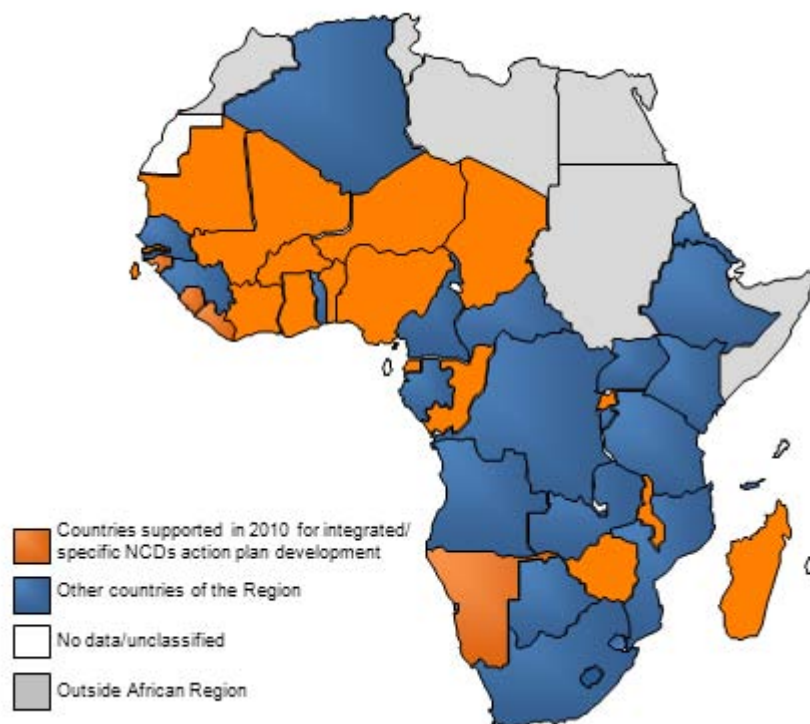 Countries supported in 2010 for integrated/
specific NCDs action plan development
Other countries of the Region
No data/unclassified
Outside African Region